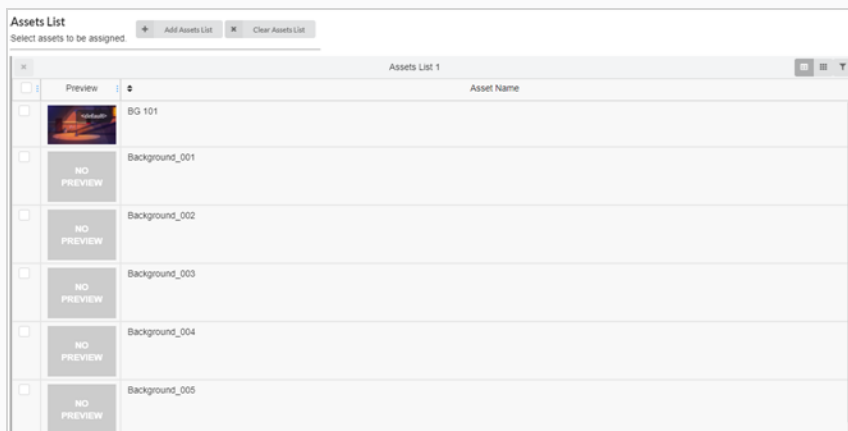 Assets List
Select assets to be assigned.
Add Assets List
Clear Assets List
Assets List 1
Preview
Asset Name
<default>
BG 101
NO
PREVIEW
Background_001
NO
PREVIEW
Background_002
NO
PREVIEW
Background_003
NO
PREVIEW
Background_004
NO
PREVIEW
Background_005